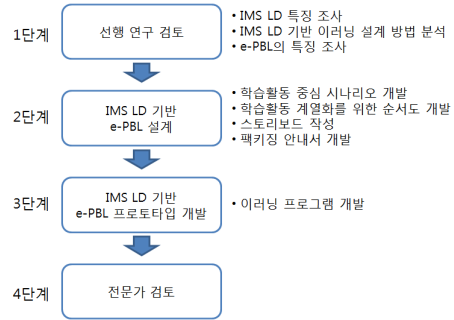 1단계
선행 연구 검토
• IMS LD 특징 조사
• IMS LD 기반 이러닝 설계 방법 분석
• e-PBL의 특징 조사
2단계
IMS LD 기반
e-PBL 설계
• 학습활동 중심 시나리오 개발
• 학습활동 계열화를 위한 순서도 개발
• 스토리보드 작성
• 팩키징 안내서 개발
3단계
IMS LD 기반
e-PBL 프로토타입 개발
• 이러닝 프로그램 개발
4단계
전문가 검토